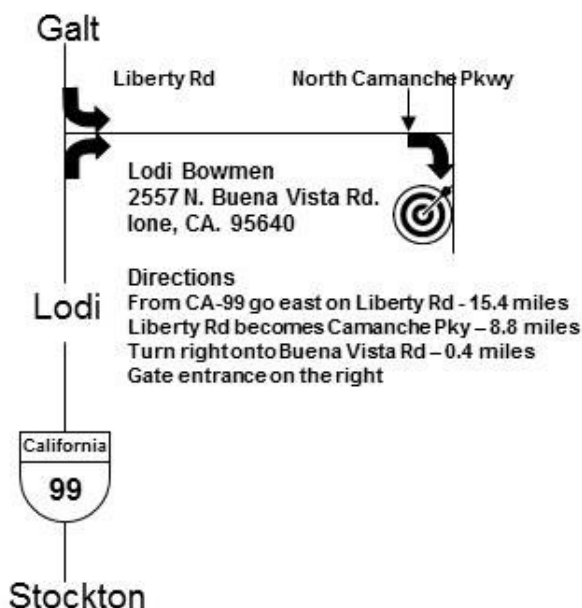 Galt
Liberty Rd
North Camanche Pkwy
Lodi Bowmen
2557 N. Buena Vista Rd.
Ione, CA. 95640
Directions
From CA-99 go east on Liberty Rd - 15.4 miles
Liberty Rd becomes Camanche Pky – 8.8 miles
Turn right onto Buena Vista Rd – 0.4 miles
Gate entrance on the right
Lodi
California
99
Stockton